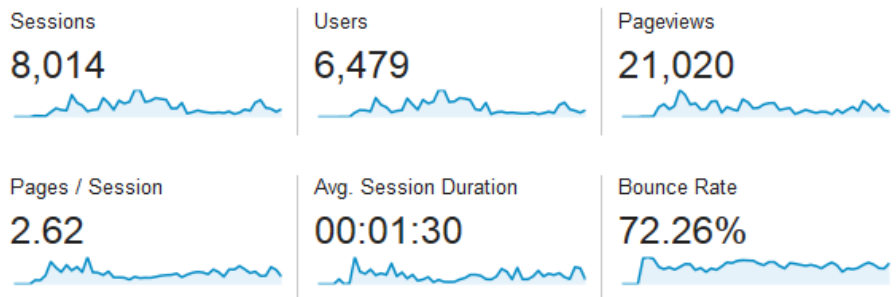 Sessions
8,014
Users
6,479
Pageviews
21,020
Pages / Session
2.62
Avg. Session Duration
00:01:30
Bounce Rate
72.26%